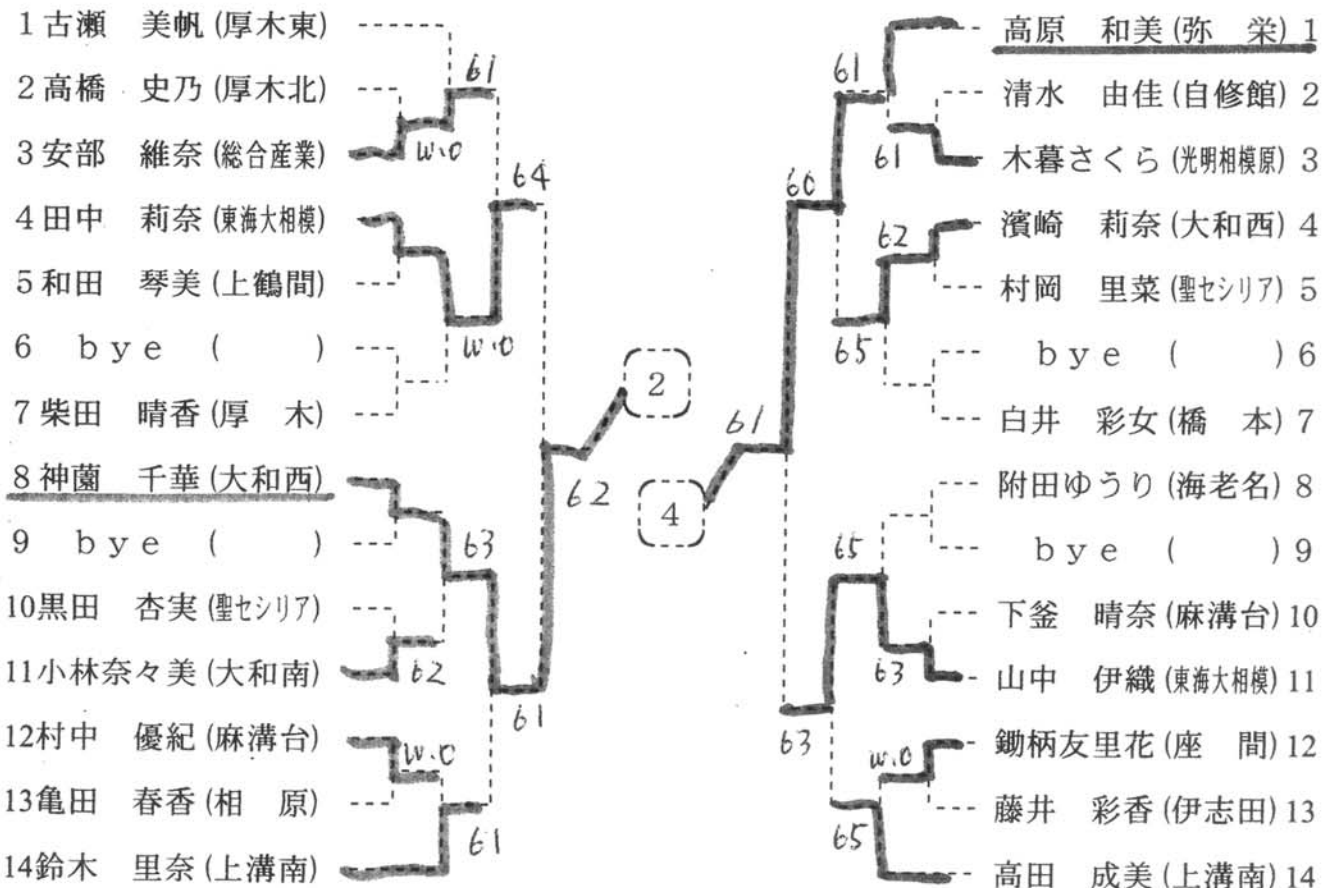 1 古瀬 美帆 (厚木東)
2 高橋 史乃 (厚木北)
3 安部 維奈 (総合産業)
4 田中 莉奈 (東海大相模)
5 和田 琴美 (上鶴間)
6 bye ( )
7 柴田 晴香 (厚 木)
8 神薗 千華 (大和西)
9 bye ( )
10 黒田 杏実 (聖セシリア)
11 小林奈々美 (大和南)
12 村中 優紀 (麻溝台)
13 亀田 春香 (相 原)
14 鈴木 里奈 (上溝南)
61
w.o
64
w.o
63
62
61
w.o
61
2
62
4
61
61
61
60
62
65
65
63
63
w.o
65
高原 和美 (弥 栄) 1
清水 由佳 (自修館) 2
木暮さくら (光明相模原) 3
濱崎 莉奈 (大和西) 4
村岡 里菜 (聖セシリア) 5
bye ( ) 6
白井 彩女 (橋 本) 7
附田ゆうり (海老名) 8
bye ( ) 9
下釜 晴奈 (麻溝台) 10
山中 伊織 (東海大相模) 11
鋤柄友里花 (座 間) 12
藤井 彩香 (伊志田) 13
高田 成美 (上溝南) 14